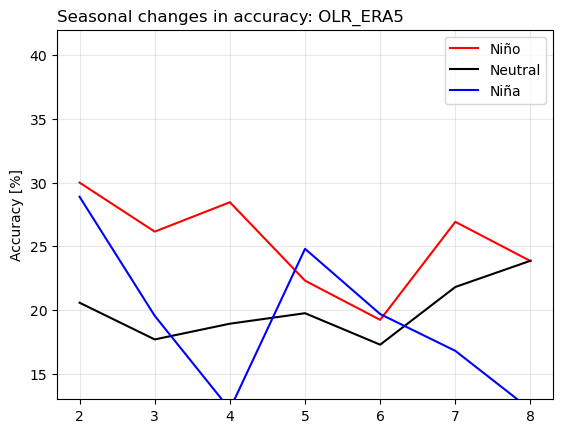 Seasonal changes in accuracy: OLR_ERA5
Niño
Neutral
Niña
Accuracy [%]
40
35
30
25
20
15
2 3 4 5 6 7 8